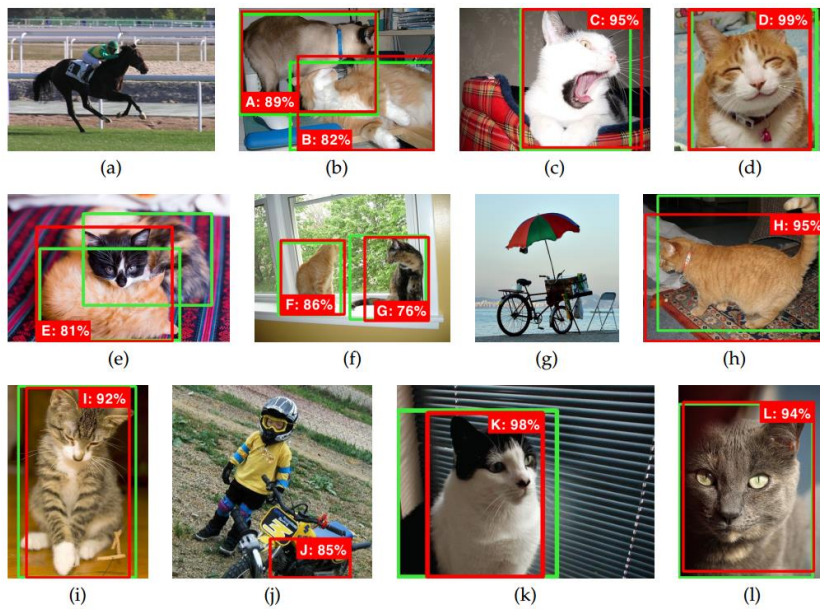 A: 89%
B: 82%
C: 95%
D: 99%
(a)
(b)
(c)
(d)
E: 81%
F: 86%
G: 76%
H: 95%
(e)
(f)
(g)
(h)
I: 92%
J: 85%
K: 98%
L: 94%
(i)
(j)
(k)
(l)